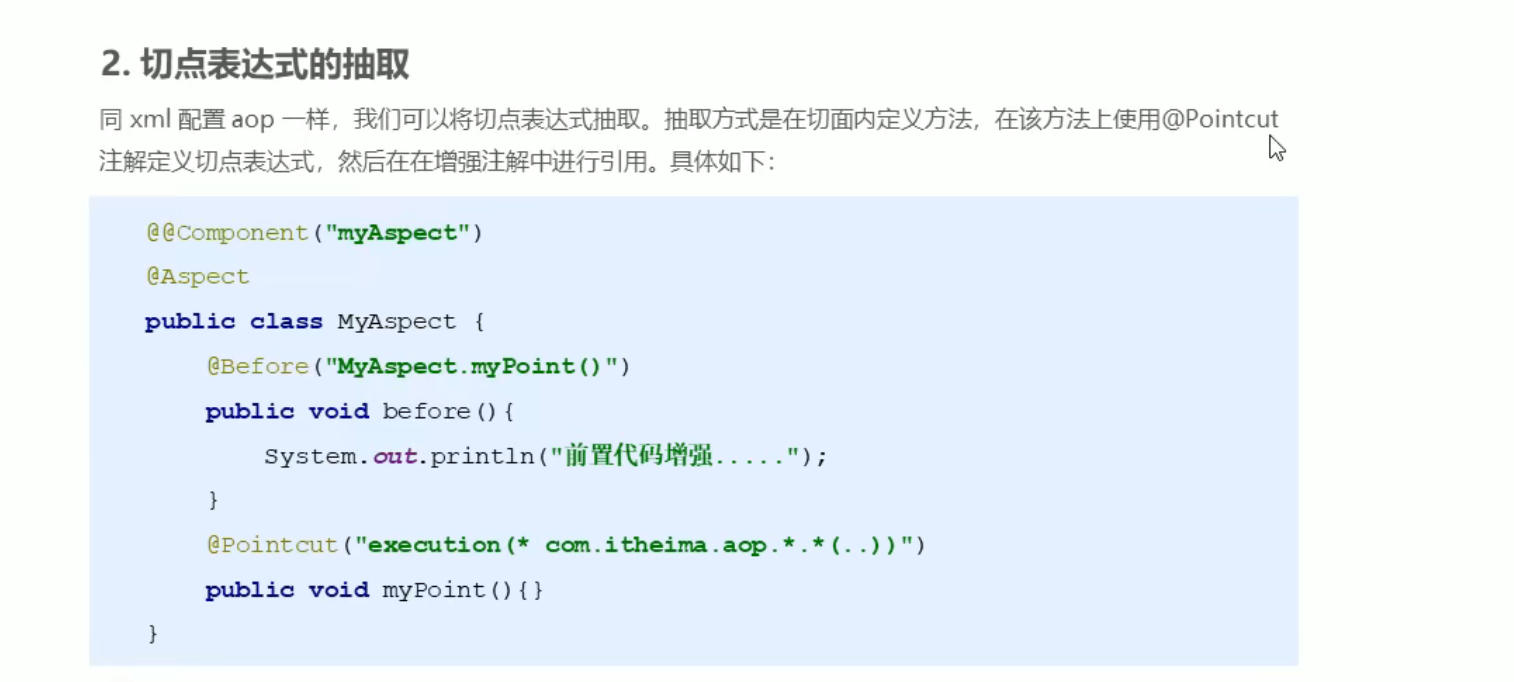 2. 切点表达式的抽取
同 xml 配置 aop 一样，我们可以将切点表达式抽取。抽取方式是在切面内定义方法，在该方法上使用@Pointcut
注解定义切点表达式，然后在在增强注解中进行引用。具体如下：
@@Component("myAspect")
@Aspect
public class MyAspect {
@Before("MyAspect.myPoint()")
public void before(){
System.out.println("前置代码增强.....");
}
@Pointcut("execution(* com.itheima.aop.*.*(..))")
public void myPoint(){}
}